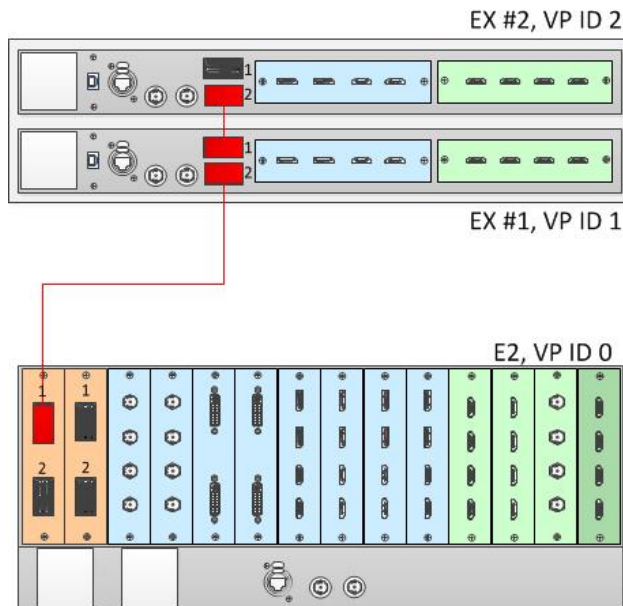 EX #2, VP ID 2
1
2
1
2
EX #1, VP ID 1
E2, VP ID 0
1 1
2 2